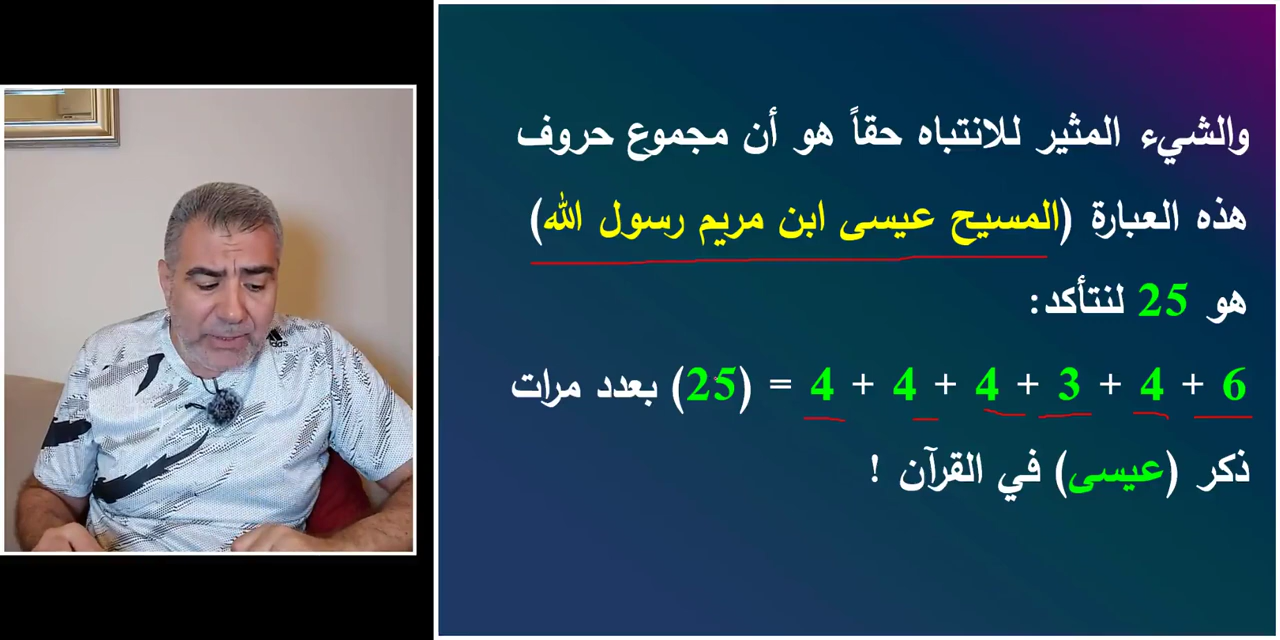 والشيء المثير للانتباه حقاً هو أن مجموع حروف
هذه العبارة (المسيح عيسى ابن مريم رسول الله)
هو 25 لنتأكد:
6 + 4 + 3 + 4 + 4 + 4 = (25) بعدد مرات
ذكر (عيسى) في القرآن !
adidas